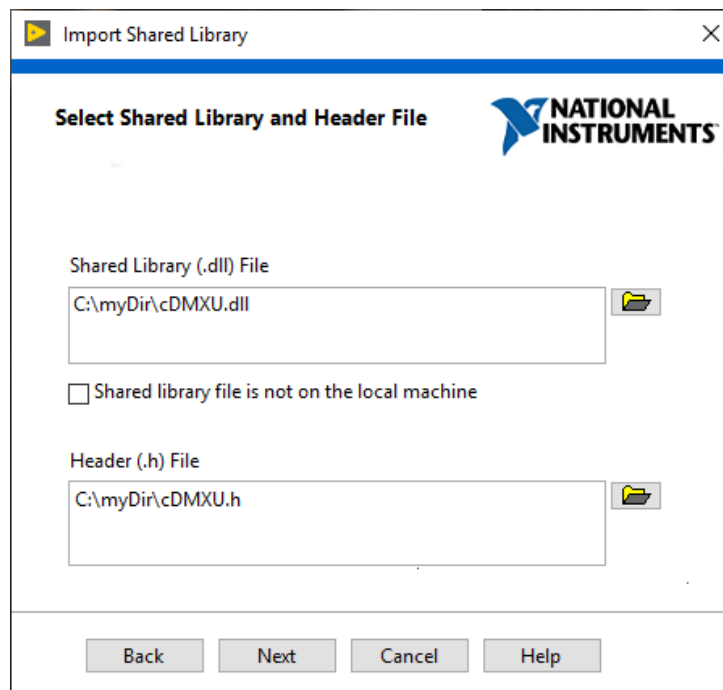 Import Shared Library
Select Shared Library and Header File
NATIONAL
INSTRUMENTS
Shared Library (.dll) File
C:\myDir\cDMXU.dll
Shared library file is not on the local machine
Header (.h) File
C:\myDir\cDMXU.h
Back Next Cancel Help